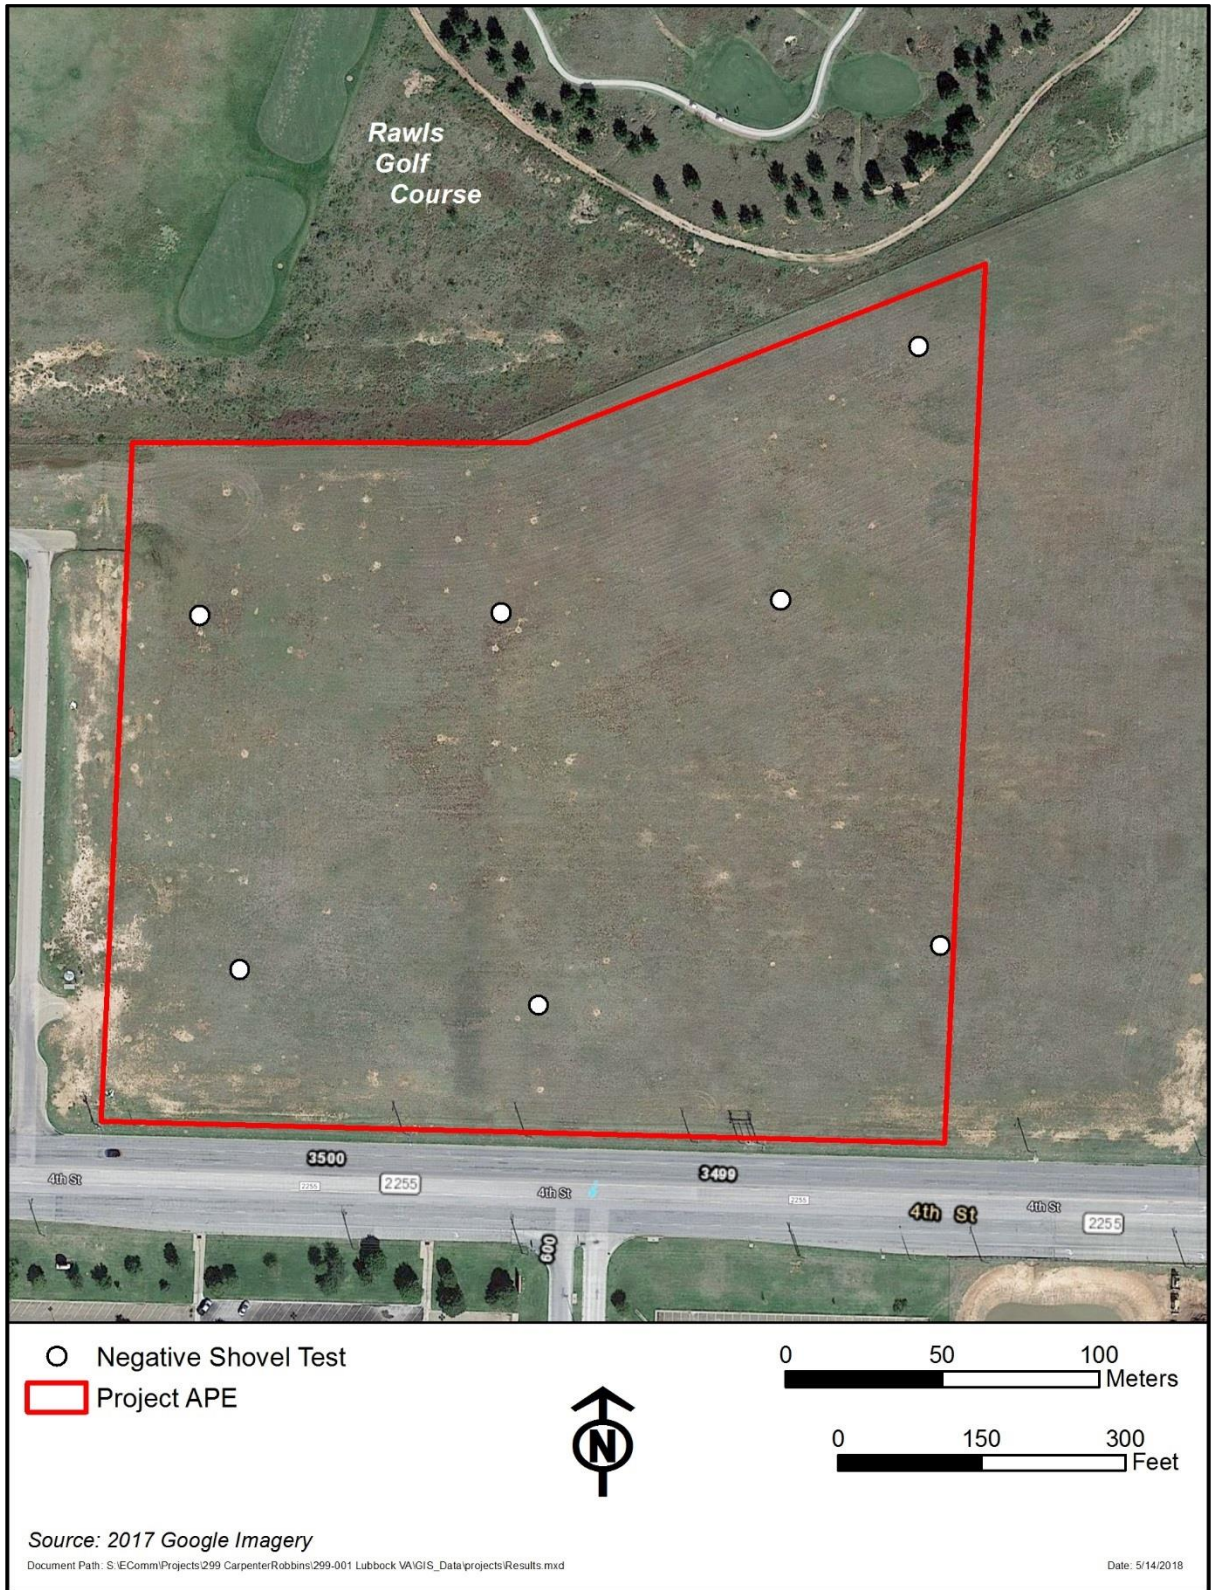 Rawls
Golf
Course
3500
3499
4th St
2255
2255
4th St
2255
4th St
4th St
2255
600
Negative Shovel Test
Project APE
0 50 100
Meters
0 150 300
Feet
N
Source: 2017 Google Imagery
Document Path: S:\EComm\Projects\299 CarpenterRobbins\299-001 Lubbock VA\GIS_Data\projects\Results.mxd
Date: 5/14/2018